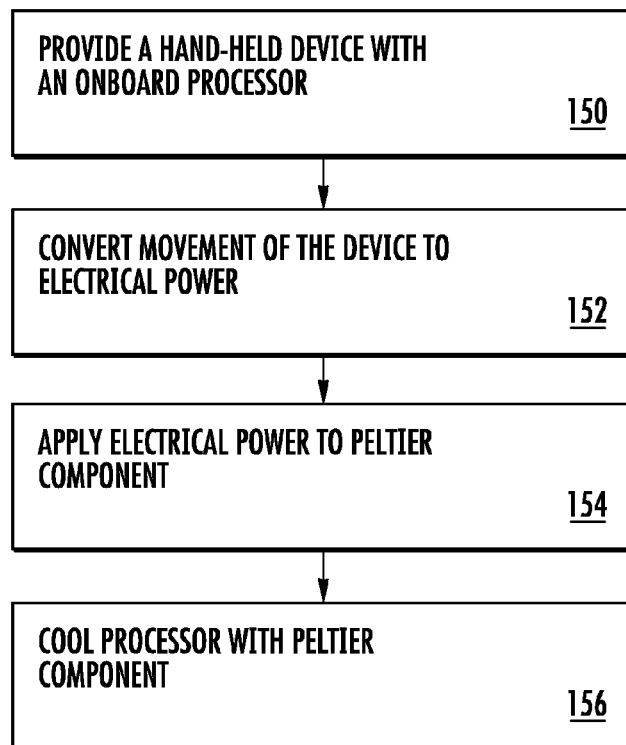 PROVIDE A HAND-HELD DEVICE WITH
AN ONBOARD PROCESSOR
150
CONVERT MOVEMENT OF THE DEVICE TO
ELECTRICAL POWER
152
APPLY ELECTRICAL POWER TO PELTIER
COMPONENT
154
COOL PROCESSOR WITH PELTIER
COMPONENT
156